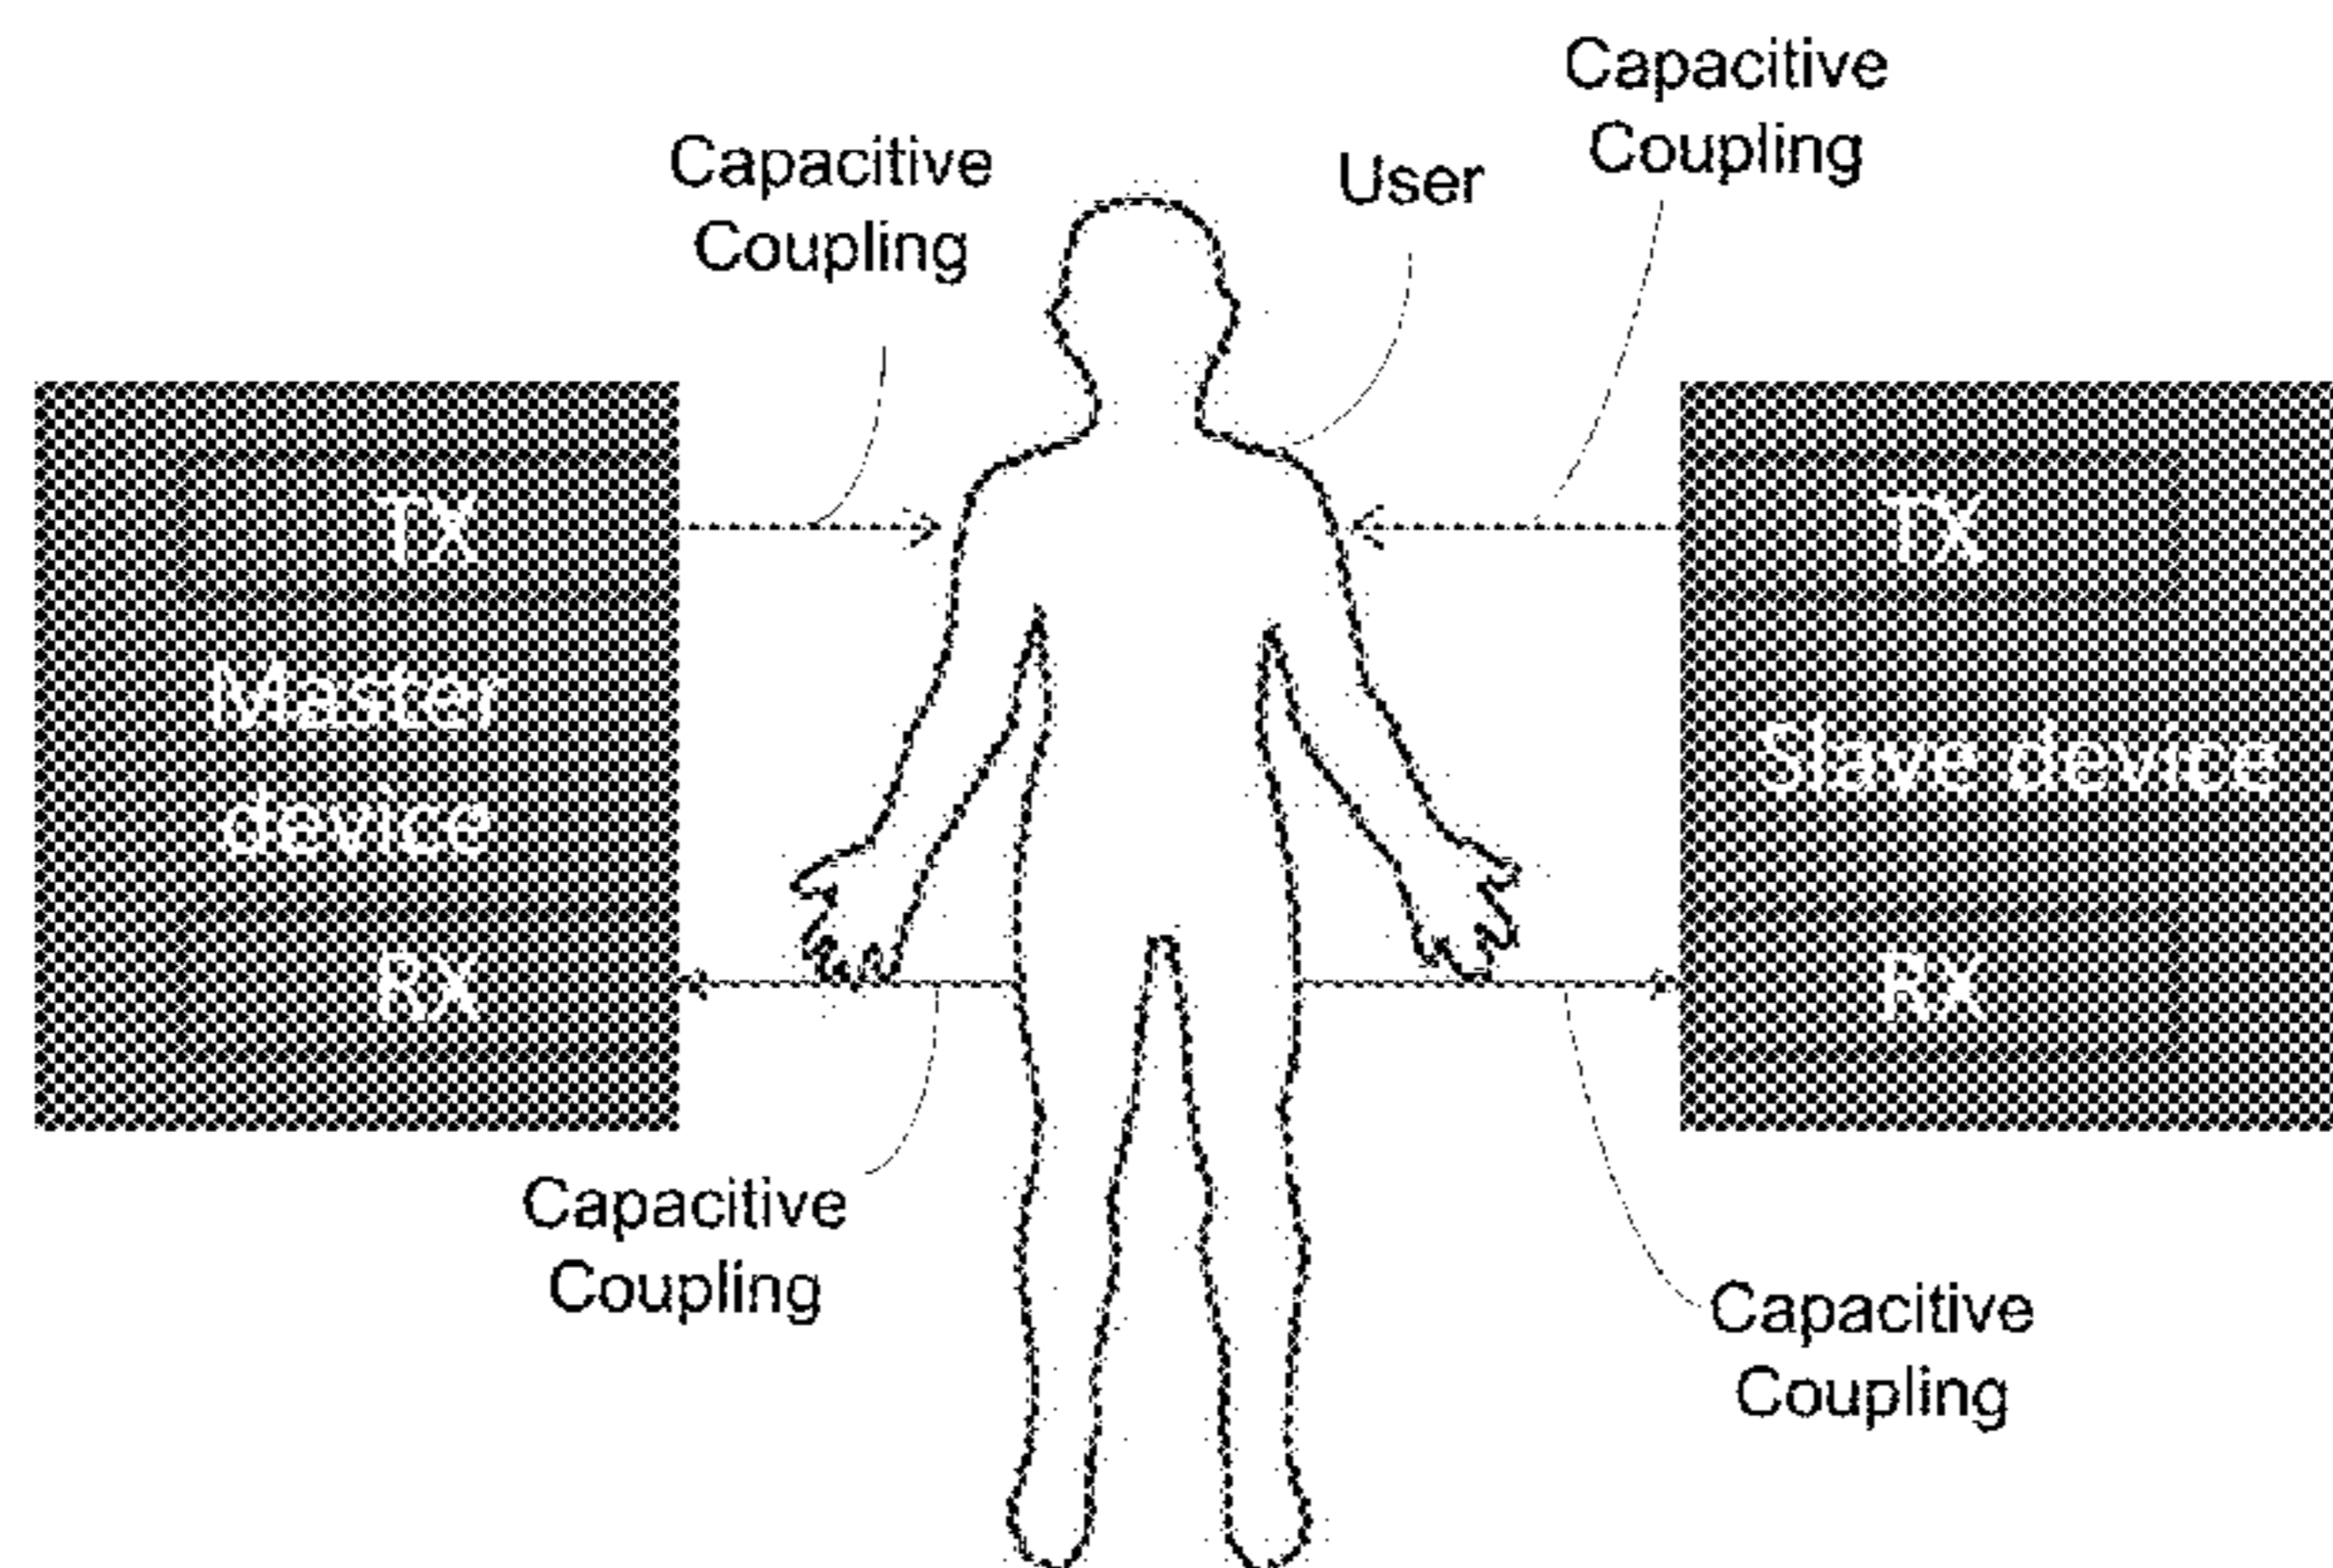 Capacitive
Coupling
User
Capacitive
Coupling
TX
Master
device
RX
TX
Slave device
RX
Capacitive
Coupling
Capacitive
Coupling